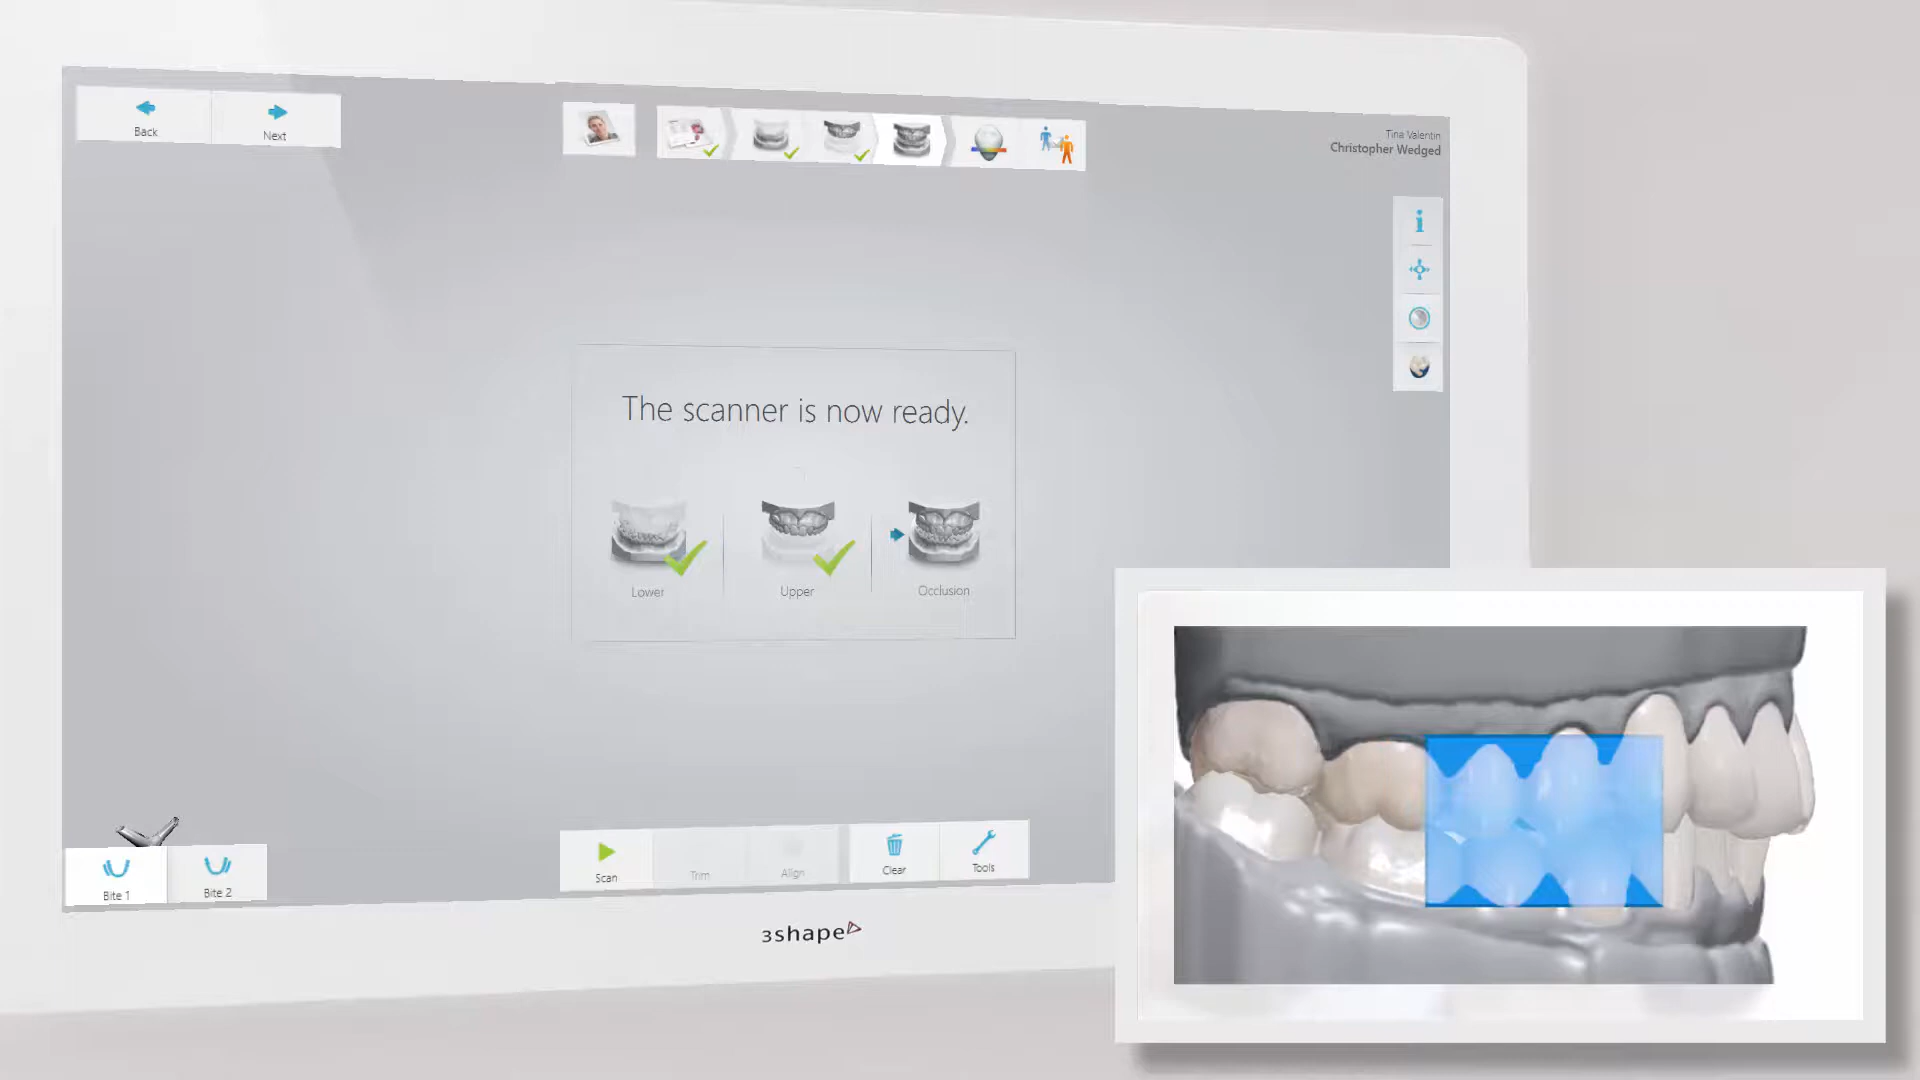 Back
Next
Tina Valentin
Christopher Wedged
i
The scanner is now ready.
Lower
Upper
Occlusion
Bite 1
Bite 2
Scan
Trim
Align
Clear
Tools
3shape